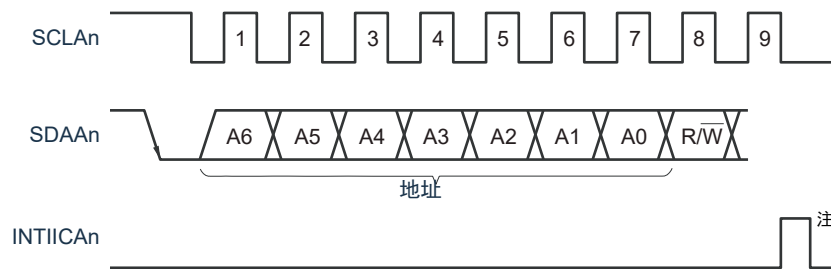 SCLAn 1 2 3 4 5 6 7 8 9
SDAAn A6 A5 A4 A3 A2 A1 A0 R/W̅
地址
INTIICAn 注